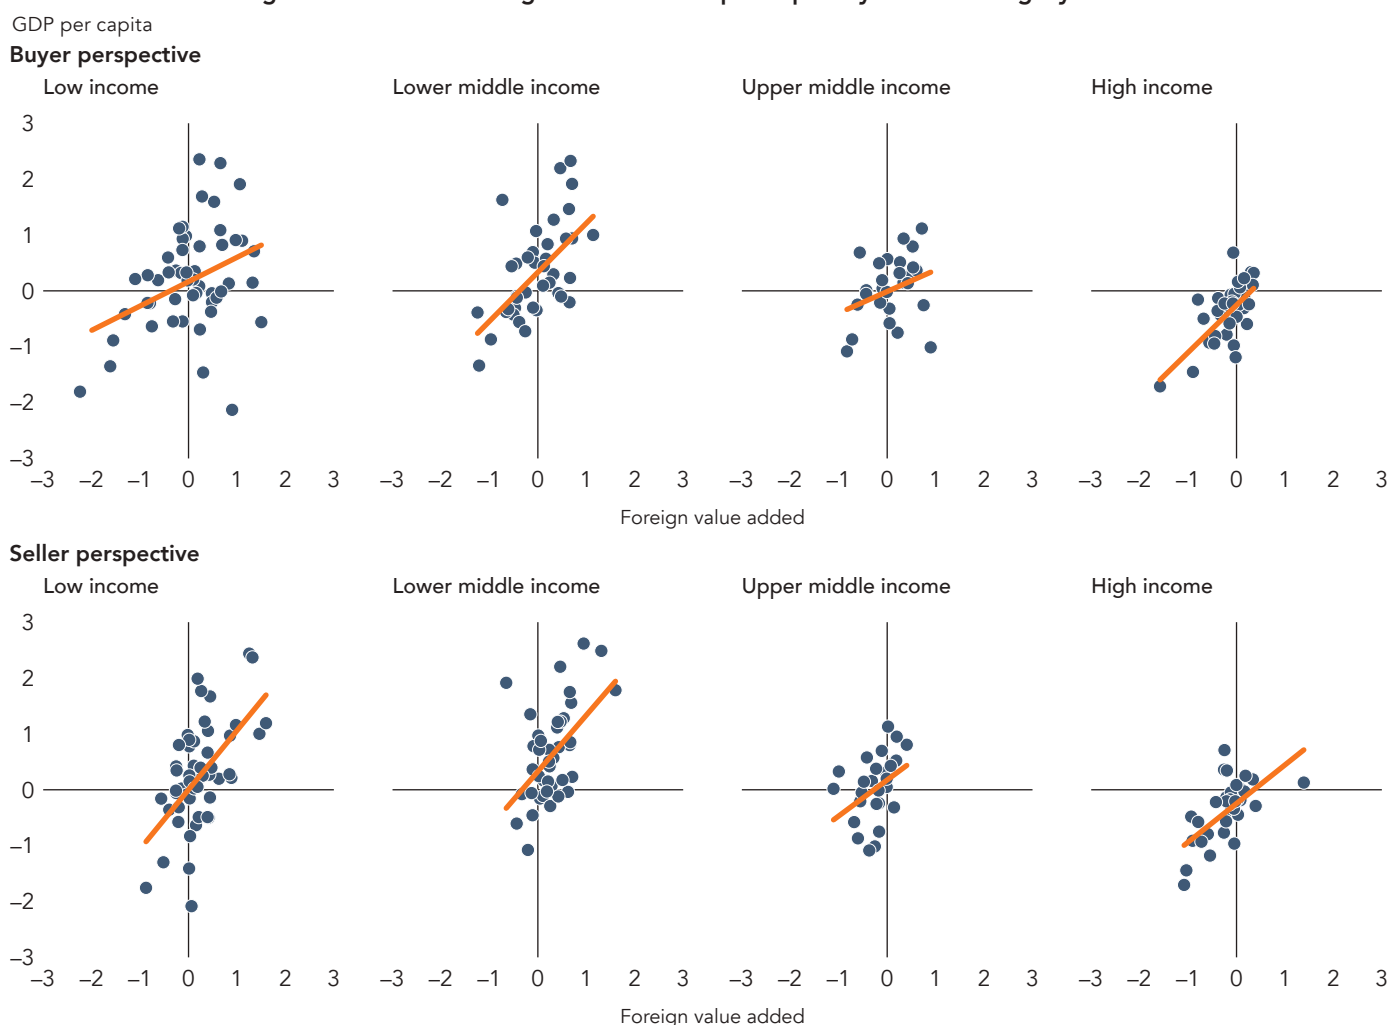 GDP per capita
Buyer perspective
Low income Lower middle income Upper middle income High income
3
2
1
0
–1
–2
–3
–3 –2 –1 0 1 2 3 –3 –2 –1 0 1 2 3 –3 –2 –1 0 1 2 3 –3 –2 –1 0 1 2 3
Foreign value added
Seller perspective
Low income Lower middle income Upper middle income High income
3
2
1
0
–1
–2
–3
–3 –2 –1 0 1 2 3 –3 –2 –1 0 1 2 3 –3 –2 –1 0 1 2 3 –3 –2 –1 0 1 2 3
Foreign value added